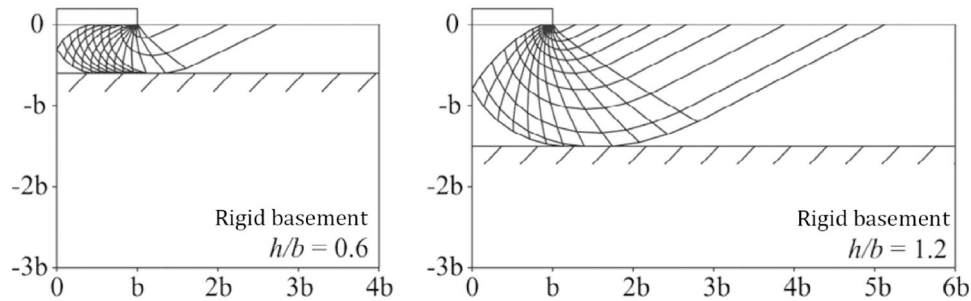 0
-b
-2b
-3b
Rigid basement
h/b = 0.6
0
b
2b
3b
4b
0
-b
-2b
-3b
Rigid basement
h/b = 1.2
0
b
2b
3b
3b
4b
5b
6b